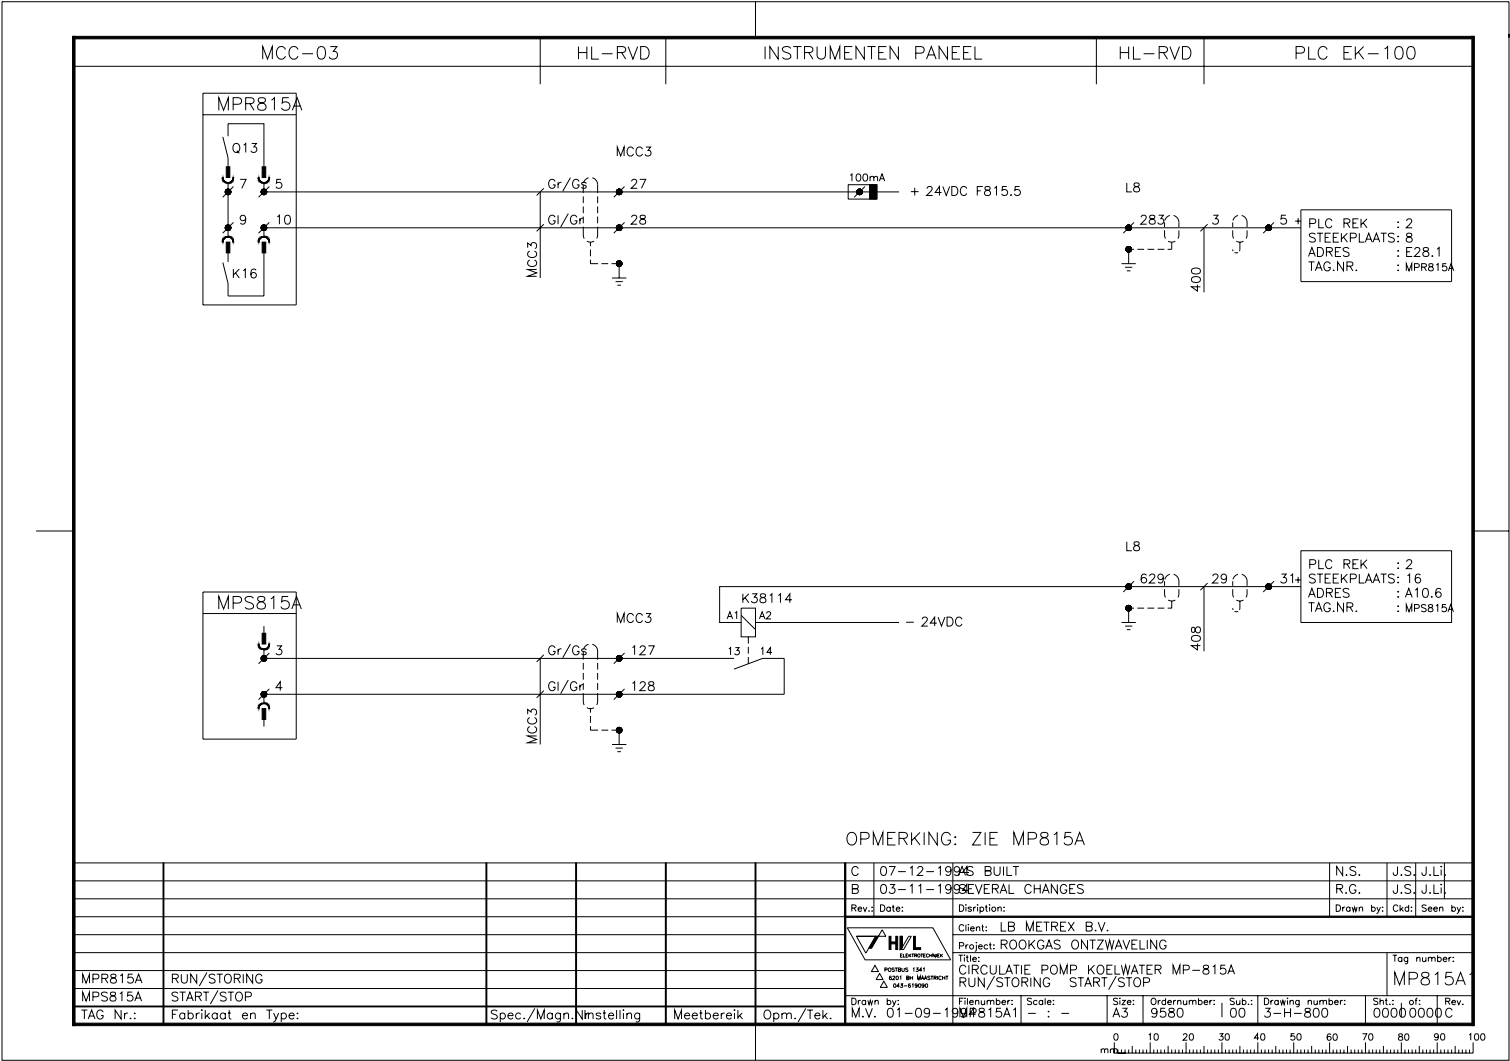 MCC-03 HL-RVD INSTRUMENTEN PANEEL HL-RVD PLC EK-100
MPR815A
Q13
7 5
9 10
K16
Gr/Gs
Gl/Gr
MCC3
MCC3
27
28
100mA
+ 24VDC F815.5
L8
283 3 5 +
400
PLC REK : 2
STEEKPLAATS: 8
ADRES : E28.1
TAG.NR. : MPR815A
MPS815A
3
4
Gr/Gs
Gl/Gr
MCC3
MCC3
127
128
K38114
A1 A2
- 24VDC
13 14
L8
629 29 31+
408
PLC REK : 2
STEEKPLAATS: 16
ADRES : A10.6
TAG.NR. : MPS815A
OPMERKING: ZIE MP815A
C 07-12-1994 AS BUILT N.S. J.S. J.Li.
B 03-11-1994 SEVERAL CHANGES R.G. J.S. J.Li.
Rev.: Date: Disription: Drawn by: Ckd: Seen by:
HVL
ELEKTROTECHNIEK
POSTBUS 1341
6201 BH MAASTRICHT
043-619090
Client: LB METREX B.V.
Project: ROOKGAS ONTZWAVELING
Title:
CIRCULATIE POMP KOELWATER MP-815A
RUN/STORING START/STOP
Tag number:
MP815A1
Drawn by:
M.V. 01-09-1994
Filenumber:
MP815A1
Scale:
- : -
Size:
A3
Ordernumber:
9580
Sub.:
00
Drawing number:
3-H-800
Sht.: of:
0000 0000
Rev.
C
MPR815A RUN/STORING
MPS815A START/STOP
TAG Nr.: Fabrikaat en Type: Spec./Magn.Nr. Instelling Meetbereik Opm./Tek.
mm 0 10 20 30 40 50 60 70 80 90 100